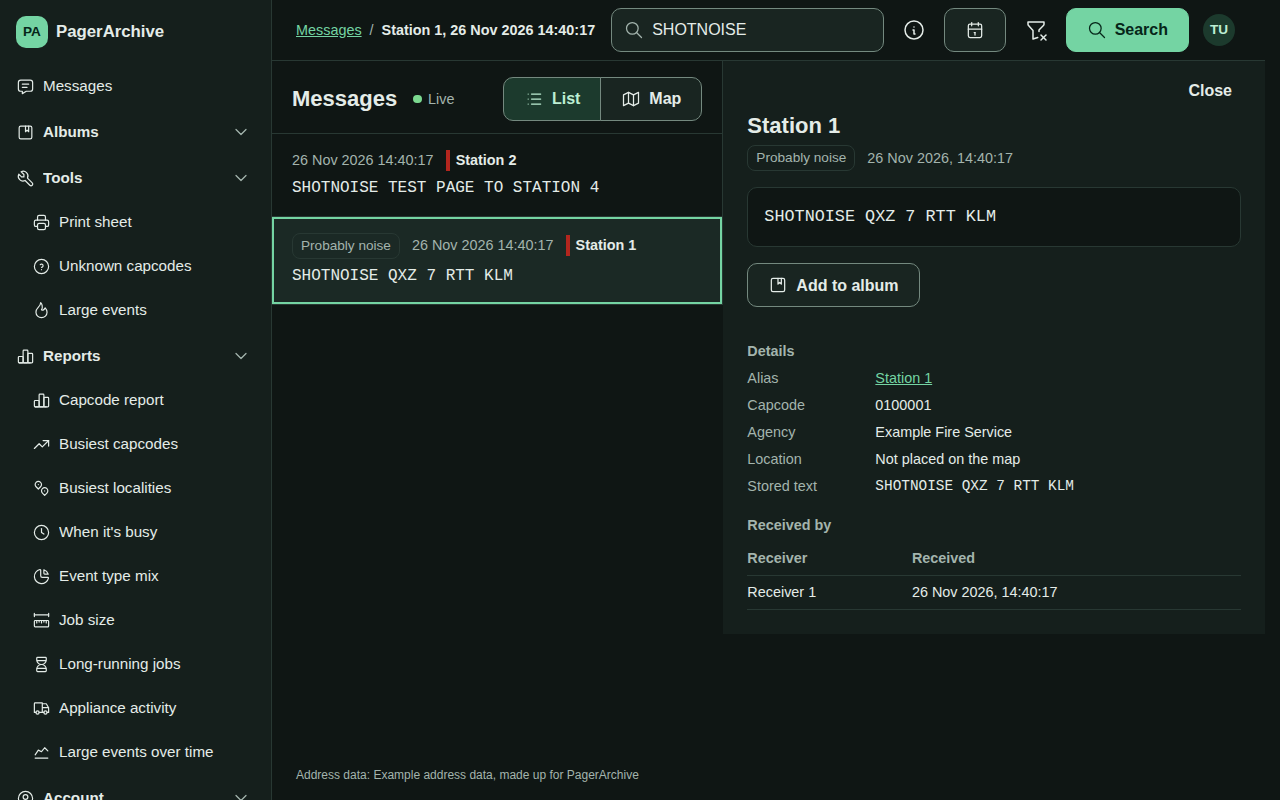 PA PagerArchive
Messages
Albums
Tools
Print sheet
Unknown capcodes
Large events
Reports
Capcode report
Busiest capcodes
Busiest localities
When it's busy
Event type mix
Job size
Long-running jobs
Appliance activity
Large events over time
Account
Messages / Station 1, 26 Nov 2026 14:40:17
SHOTNOISE
Search
TU
Messages
Live
List
Map
26 Nov 2026 14:40:17 Station 2
SHOTNOISE TEST PAGE TO STATION 4
Probably noise 26 Nov 2026 14:40:17 Station 1
SHOTNOISE QXZ 7 RTT KLM
Address data: Example address data, made up for PagerArchive
Close
Station 1
Probably noise 26 Nov 2026, 14:40:17
SHOTNOISE QXZ 7 RTT KLM
Add to album
Details
Alias Station 1
Capcode 0100001
Agency Example Fire Service
Location Not placed on the map
Stored text SHOTNOISE QXZ 7 RTT KLM
Received by
Receiver Received
Receiver 1 26 Nov 2026, 14:40:17